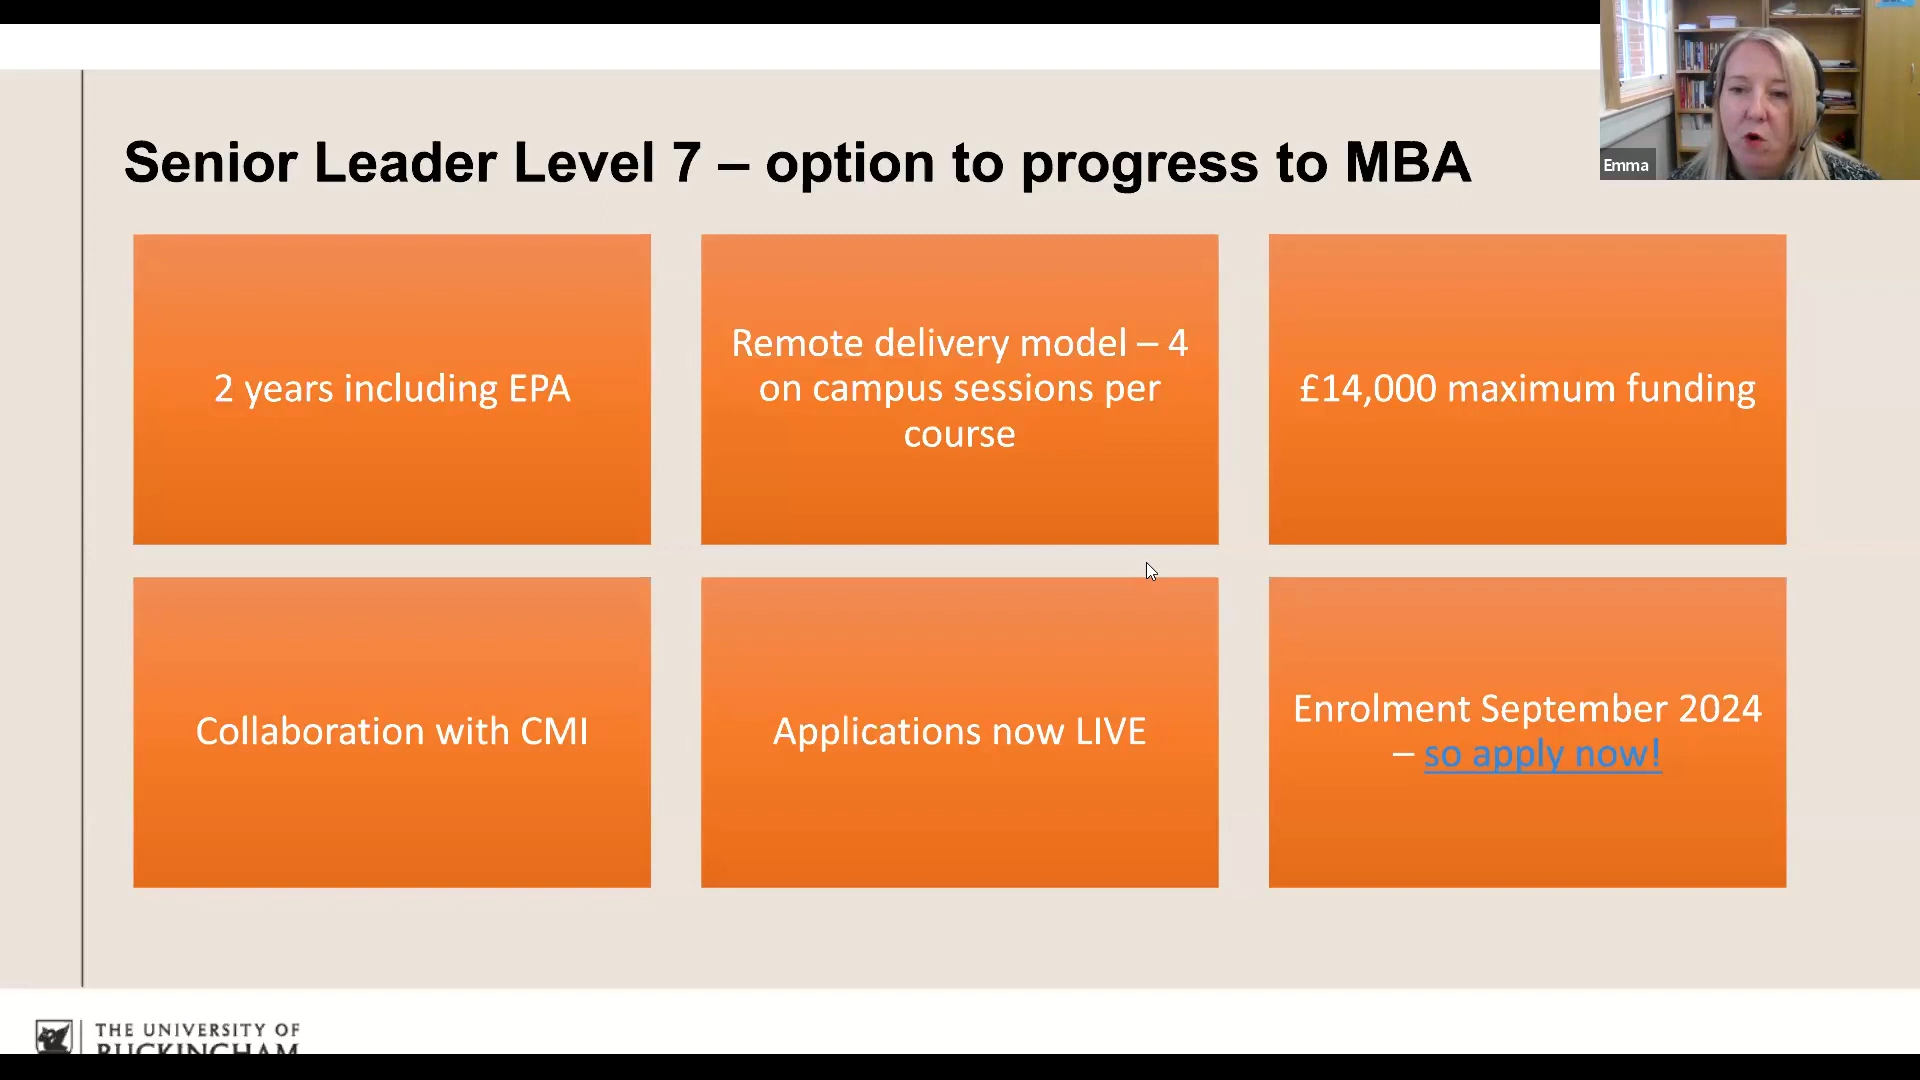 Emma
Senior Leader Level 7 – option to progress to MBA
2 years including EPA
Remote delivery model – 4
on campus sessions per
course
£14,000 maximum funding
Collaboration with CMI
Applications now LIVE
Enrolment September 2024
– so apply now!
THE UNIVERSITY OF
BUCKINGHAM